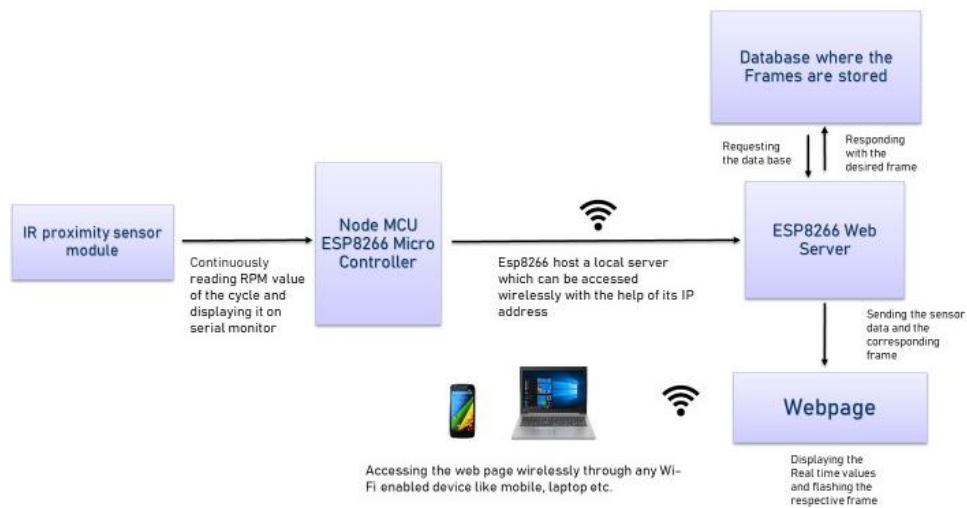 Database where the
Frames are stored
Requesting
the data base
Responding
with the
desired frame
IR proximity sensor
module
Node MCU
ESP8266 Micro
Controller
ESP8266 Web
Server
Continuously
reading RPM value
of the cycle and
displaying it on
serial monitor
Esp8266 host a local server
which can be accessed
wirelessly with the help of its IP
address
Sending the sensor
data and the
corresponding
frame
Webpage
Accessing the web page wirelessly through any Wi-
Fi enabled device like mobile, laptop etc.
Displaying the
Real time values
and flashing the
respective frame